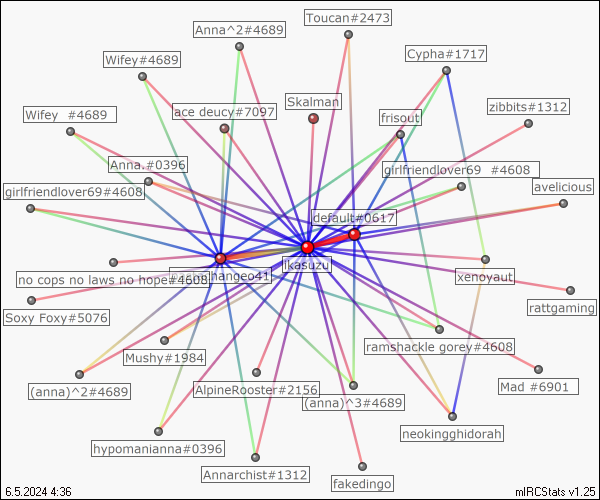 Toucan#2473
Anna^2#4689
Cypha#1717
Wifey#4689
Skalman
zibbits#1312
ace deucy#7097
Wifey #4689
frisout
Anna.#0396
girlfriendlover69 #4608
girlfriendlover69#4608
avelicious
default#0617
ikasuzu
no cops no laws no hope#4608
xenoyaut
Soxy Foxy#5076
rattgaming
ramshackle gorey#4608
Mushy#1984
(anna)^2#4689
AlpineRooster#2156
Mad #6901
(anna)^3#4689
neokingghidorah
hypomanianna#0396
Annarchist#1312
fakedingo
6.5.2024 4:36
mIRCStats v1.25